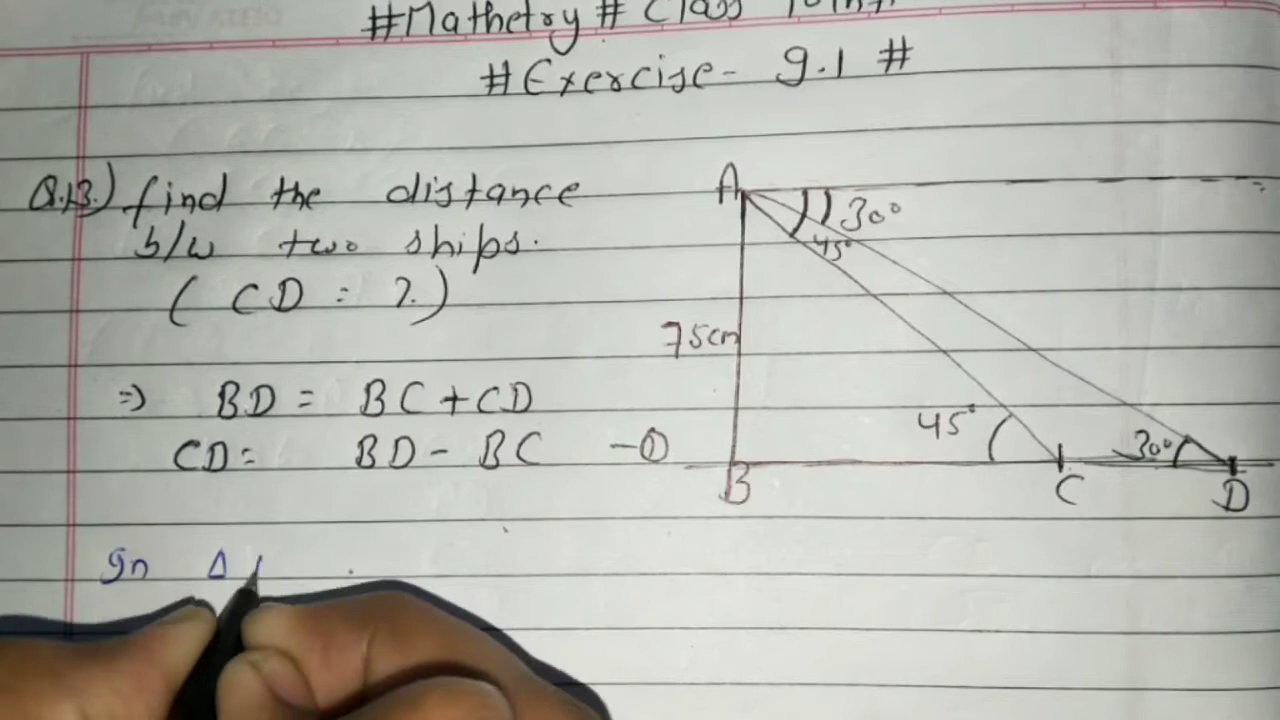 #Mathetry # Class 10th#
#Exercise- 9.1 #
Q.13.) find the distance
b/w two ships.
( CD = ?.)
⇒ BD = BC + CD
CD = BD - BC -①
In Δ
A
30°
45°
75cm
45°
30°
B
C
D